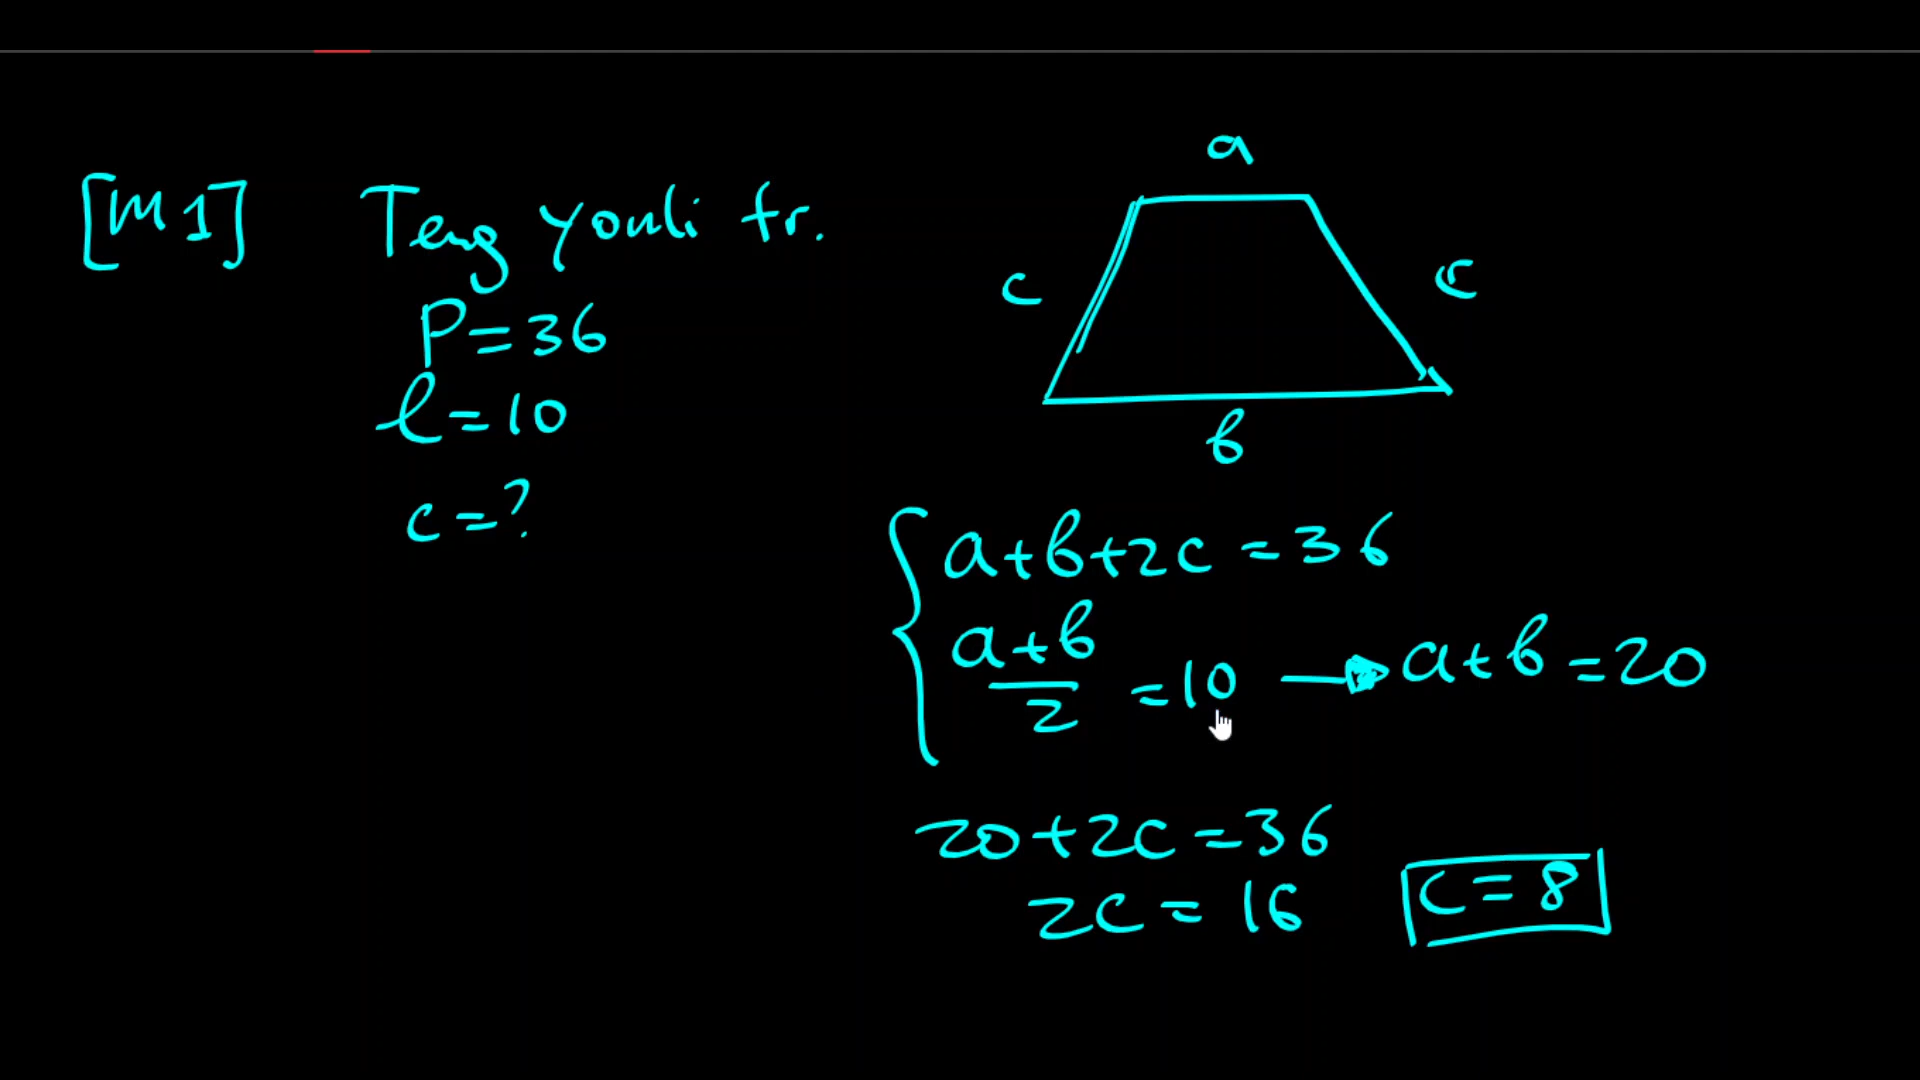 [M1] Teng yonli tr.
P=36
l=10
c=?
a
c
c
b
a+b+2c=36
a+b/2=10 → a+b=20
20+2c=36
2c=16
c=8